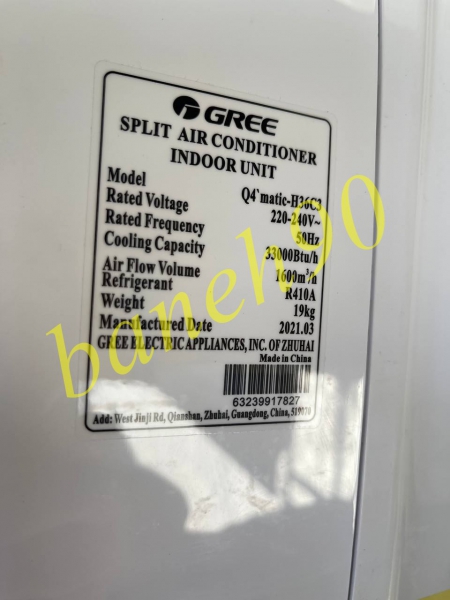 GREE
SPLIT AIR CONDITIONER
INDOOR UNIT
Model Q4`matic-H36C3
Rated Voltage 220-240V~
Rated Frequency 50Hz
Cooling Capacity 33000Btu/h
Air Flow Volume 1600m³/h
Refrigerant R410A
Weight 19kg
Manufactured Date 2021.03
GREE ELECTRIC APPLIANCES, INC. OF ZHUHAI
Made in China
63239917827
Add: West Jinji Rd, Qianshan, Zhuhai, Guangdong, China, 519070
baneh90